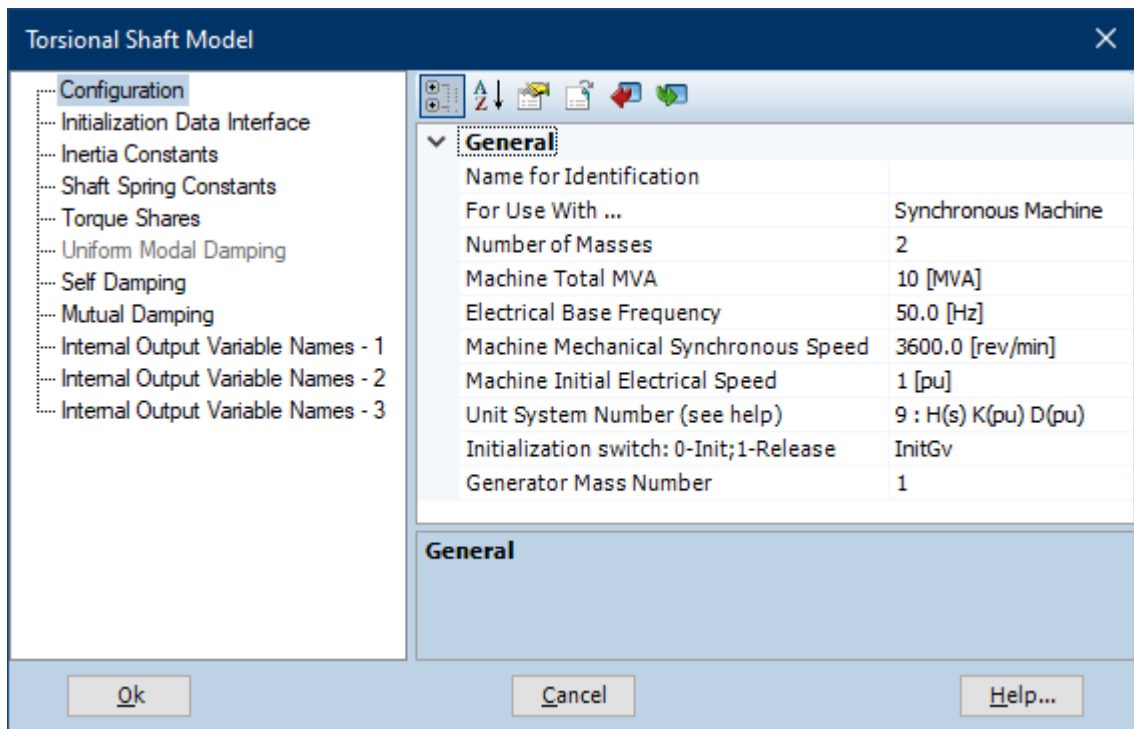 Torsional Shaft Model
Configuration
Initialization Data Interface
Inertia Constants
Shaft Spring Constants
Torque Shares
Uniform Modal Damping
Self Damping
Mutual Damping
Internal Output Variable Names - 1
Internal Output Variable Names - 2
Internal Output Variable Names - 3
A
Z
General
Name for Identification
For Use With ... Synchronous Machine
Number of Masses 2
Machine Total MVA 10 [MVA]
Electrical Base Frequency 50.0 [Hz]
Machine Mechanical Synchronous Speed 3600.0 [rev/min]
Machine Initial Electrical Speed 1 [pu]
Unit System Number (see help) 9 : H(s) K(pu) D(pu)
Initialization switch: 0-Init;1-Release InitGv
Generator Mass Number 1
General
Ok Cancel Help...